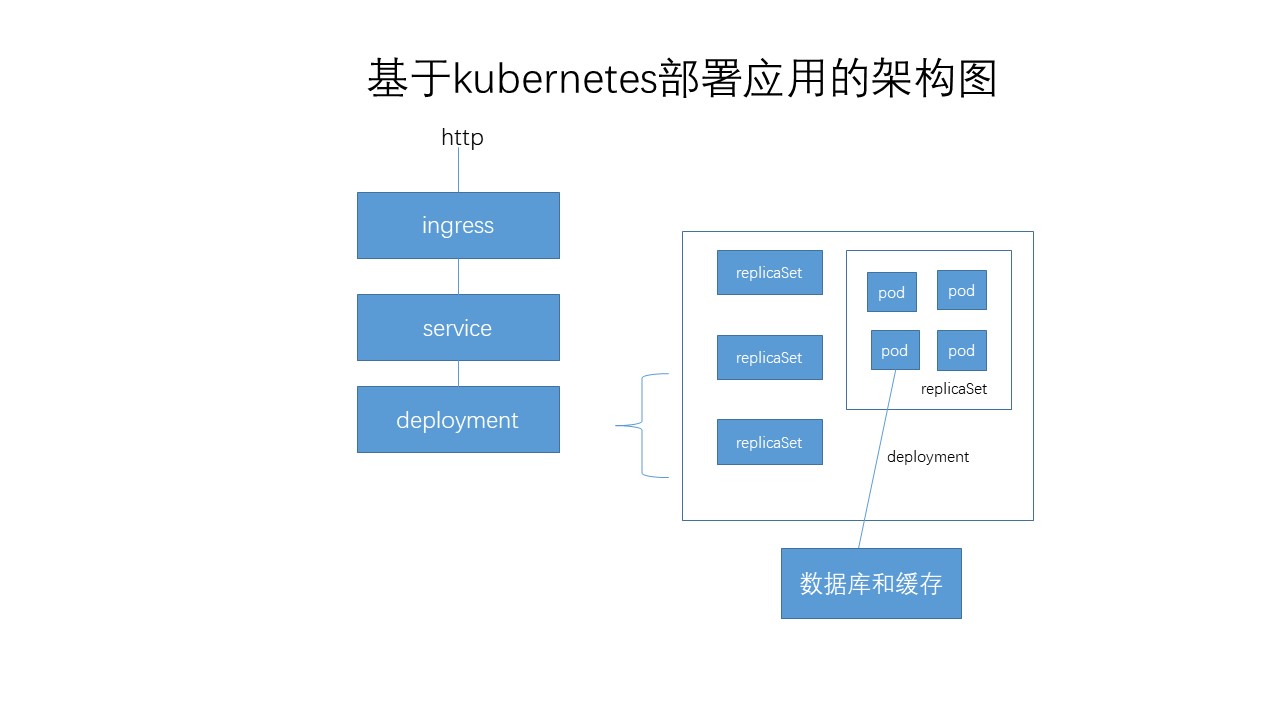 基于kubernetes部署应用的架构图
http
ingress
service
deployment
replicaSet
replicaSet
replicaSet
pod
pod
pod
pod
replicaSet
deployment
数据库和缓存